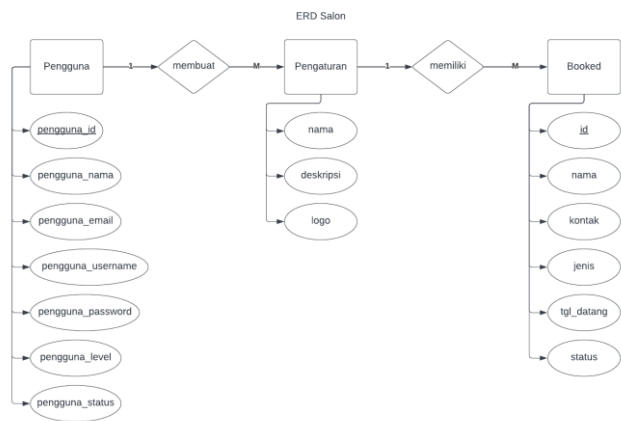 ERD Salon
Pengguna
1
membuat
M
Pengaturan
1
memiliki
M
Booked
pengguna_id
pengguna_nama
pengguna_email
pengguna_username
pengguna_password
pengguna_level
pengguna_status
nama
deskripsi
logo
id
nama
kontak
jenis
tgl_datang
status